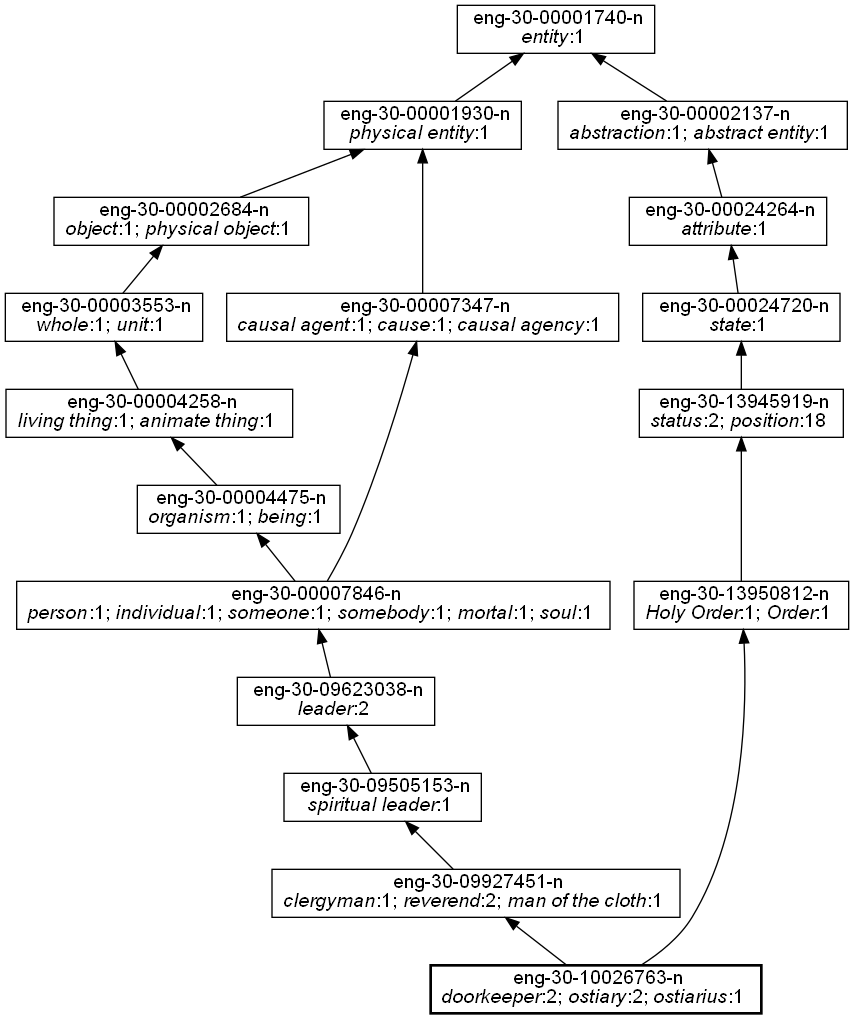 eng-30-00001740-n
entity:1
eng-30-00001930-n
physical entity:1
eng-30-00002137-n
abstraction:1; abstract entity:1
eng-30-00002684-n
object:1; physical object:1
eng-30-00024264-n
attribute:1
eng-30-00003553-n
whole:1; unit:1
eng-30-00007347-n
causal agent:1; cause:1; causal agency:1
eng-30-00024720-n
state:1
eng-30-00004258-n
living thing:1; animate thing:1
eng-30-13945919-n
status:2; position:18
eng-30-00004475-n
organism:1; being:1
eng-30-00007846-n
person:1; individual:1; someone:1; somebody:1; mortal:1; soul:1
eng-30-13950812-n
Holy Order:1; Order:1
eng-30-09623038-n
leader:2
eng-30-09505153-n
spiritual leader:1
eng-30-09927451-n
clergyman:1; reverend:2; man of the cloth:1
eng-30-10026763-n
doorkeeper:2; ostiary:2; ostiarius:1